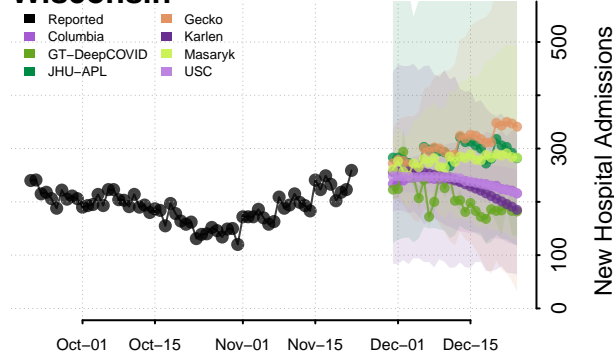 Wisconsin
Reported
Columbia
GT−DeepCOVID
JHU−APL
Gecko
Karlen
Masaryk
USC
0
100
300
500
New Hospital Admissions
Oct−01
Oct−15
Nov−01
Nov−15
Dec−01
Dec−15